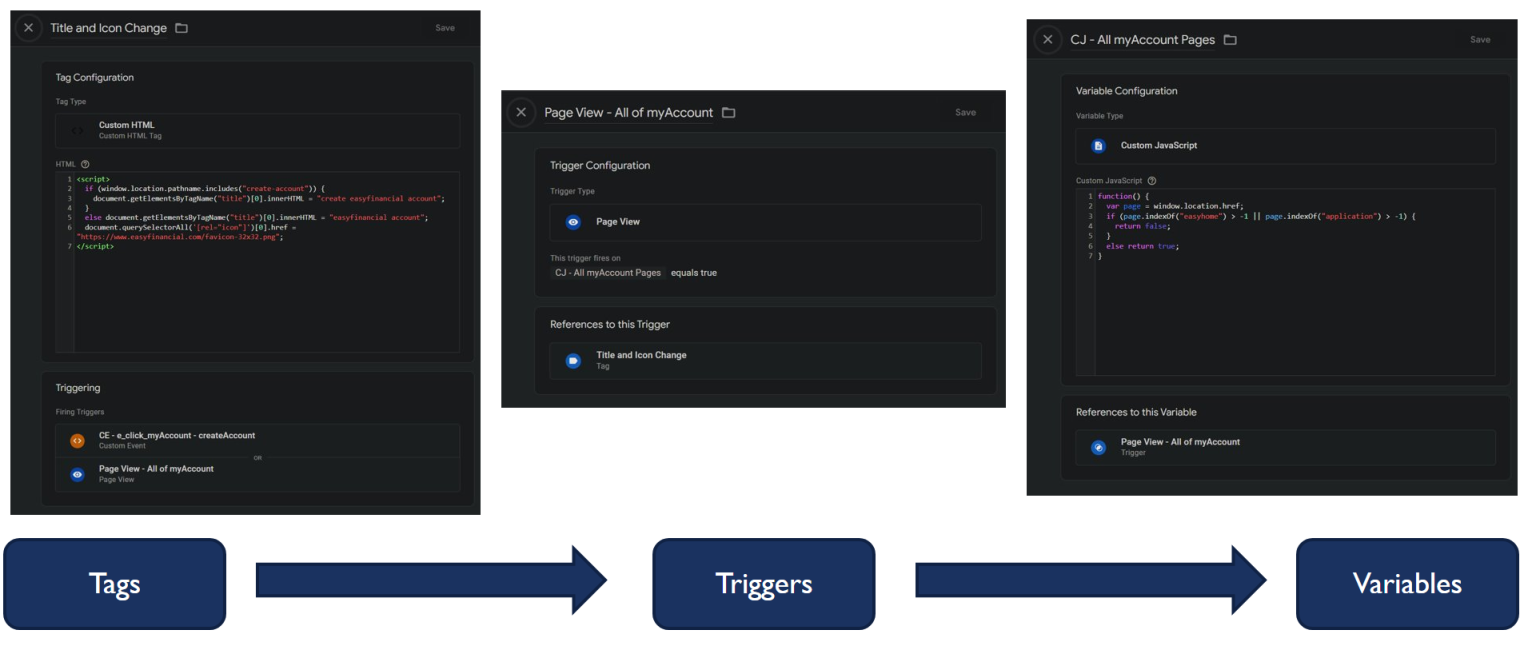 Title and Icon Change
Save
Tag Configuration
Tag Type
Custom HTML
Custom HTML Tag
HTML
1 <script>
2 if (window.location.pathname.includes("create-account")) {
3 document.getElementsByTagName("title")[0].innerHTML = "create easyfinancial account";
4 }
5 else document.getElementsByTagName("title")[0].innerHTML = "easyfinancial account";
6 document.querySelectorAll('[rel="icon"]')[0].href =
"https://www.easyfinancial.com/favicon-32x32.png";
7 </script>
Triggering
Firing Triggers
CE - e_click_myAccount - createAccount
Custom Event
OR
Page View - All of myAccount
Page View
Page View - All of myAccount
Save
Trigger Configuration
Trigger Type
Page View
This trigger fires on
CJ - All myAccount Pages equals true
References to this Trigger
Title and Icon Change
Tag
CJ - All myAccount Pages
Save
Variable Configuration
Variable Type
Custom JavaScript
Custom JavaScript
1 function() {
2 var page = window.location.href;
3 if (page.indexOf("easyhome") > -1 || page.indexOf("application") > -1) {
4 return false;
5 }
6 else return true;
7 }
References to this Variable
Page View - All of myAccount
Trigger
Tags
Triggers
Variables